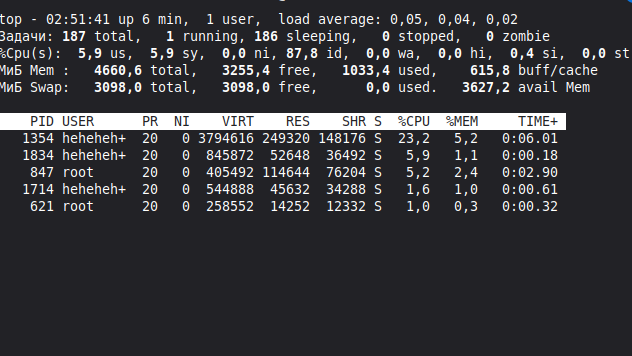 top - 02:51:41 up 6 min,  1 user,  load average: 0,05, 0,04, 0,02
Задачи: 187 total,   1 running, 186 sleeping,   0 stopped,   0 zombie
%Cpu(s):  5,9 us,  5,9 sy,  0,0 ni, 87,8 id,  0,0 wa,  0,0 hi,  0,4 si,  0,0 st
МиБ Mem :   4660,6 total,   3255,4 free,   1033,4 used,    615,8 buff/cache
МиБ Swap:   3098,0 total,   3098,0 free,      0,0 used.   3627,2 avail Mem
PID USER      PR  NI    VIRT    RES    SHR S  %CPU  %MEM     TIME+
1354 heheheh+  20   0 3794616 249320 148176 S  23,2   5,2   0:06.01
1834 heheheh+  20   0  845872  52648  36492 S   5,9   1,1   0:00.18
847 root      20   0  405492 114644  76204 S   5,2   2,4   0:02.90
1714 heheheh+  20   0  544888  45632  34288 S   1,6   1,0   0:00.61
621 root      20   0  258552  14252  12332 S   1,0   0,3   0:00.32